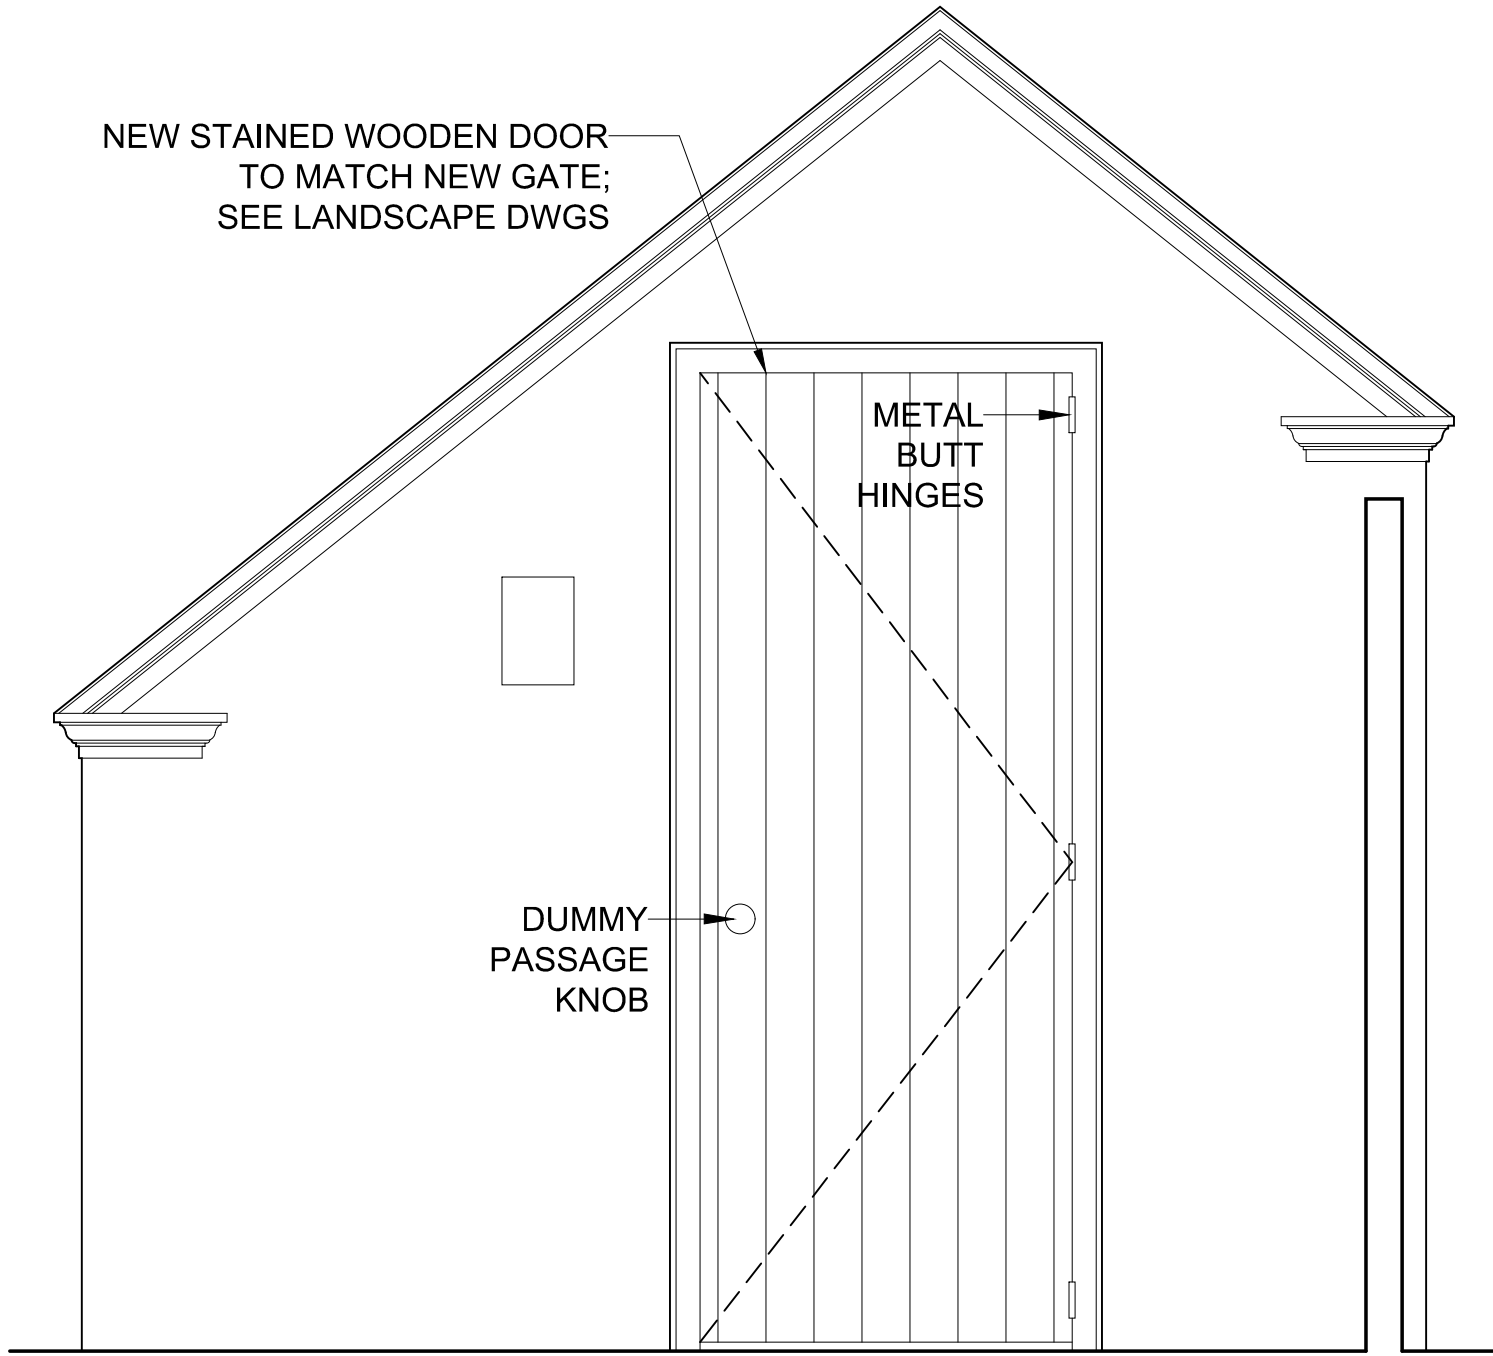 NEW STAINED WOODEN DOOR
TO MATCH NEW GATE;
SEE LANDSCAPE DWGS
METAL
BUTT
HINGES
DUMMY
PASSAGE
KNOB